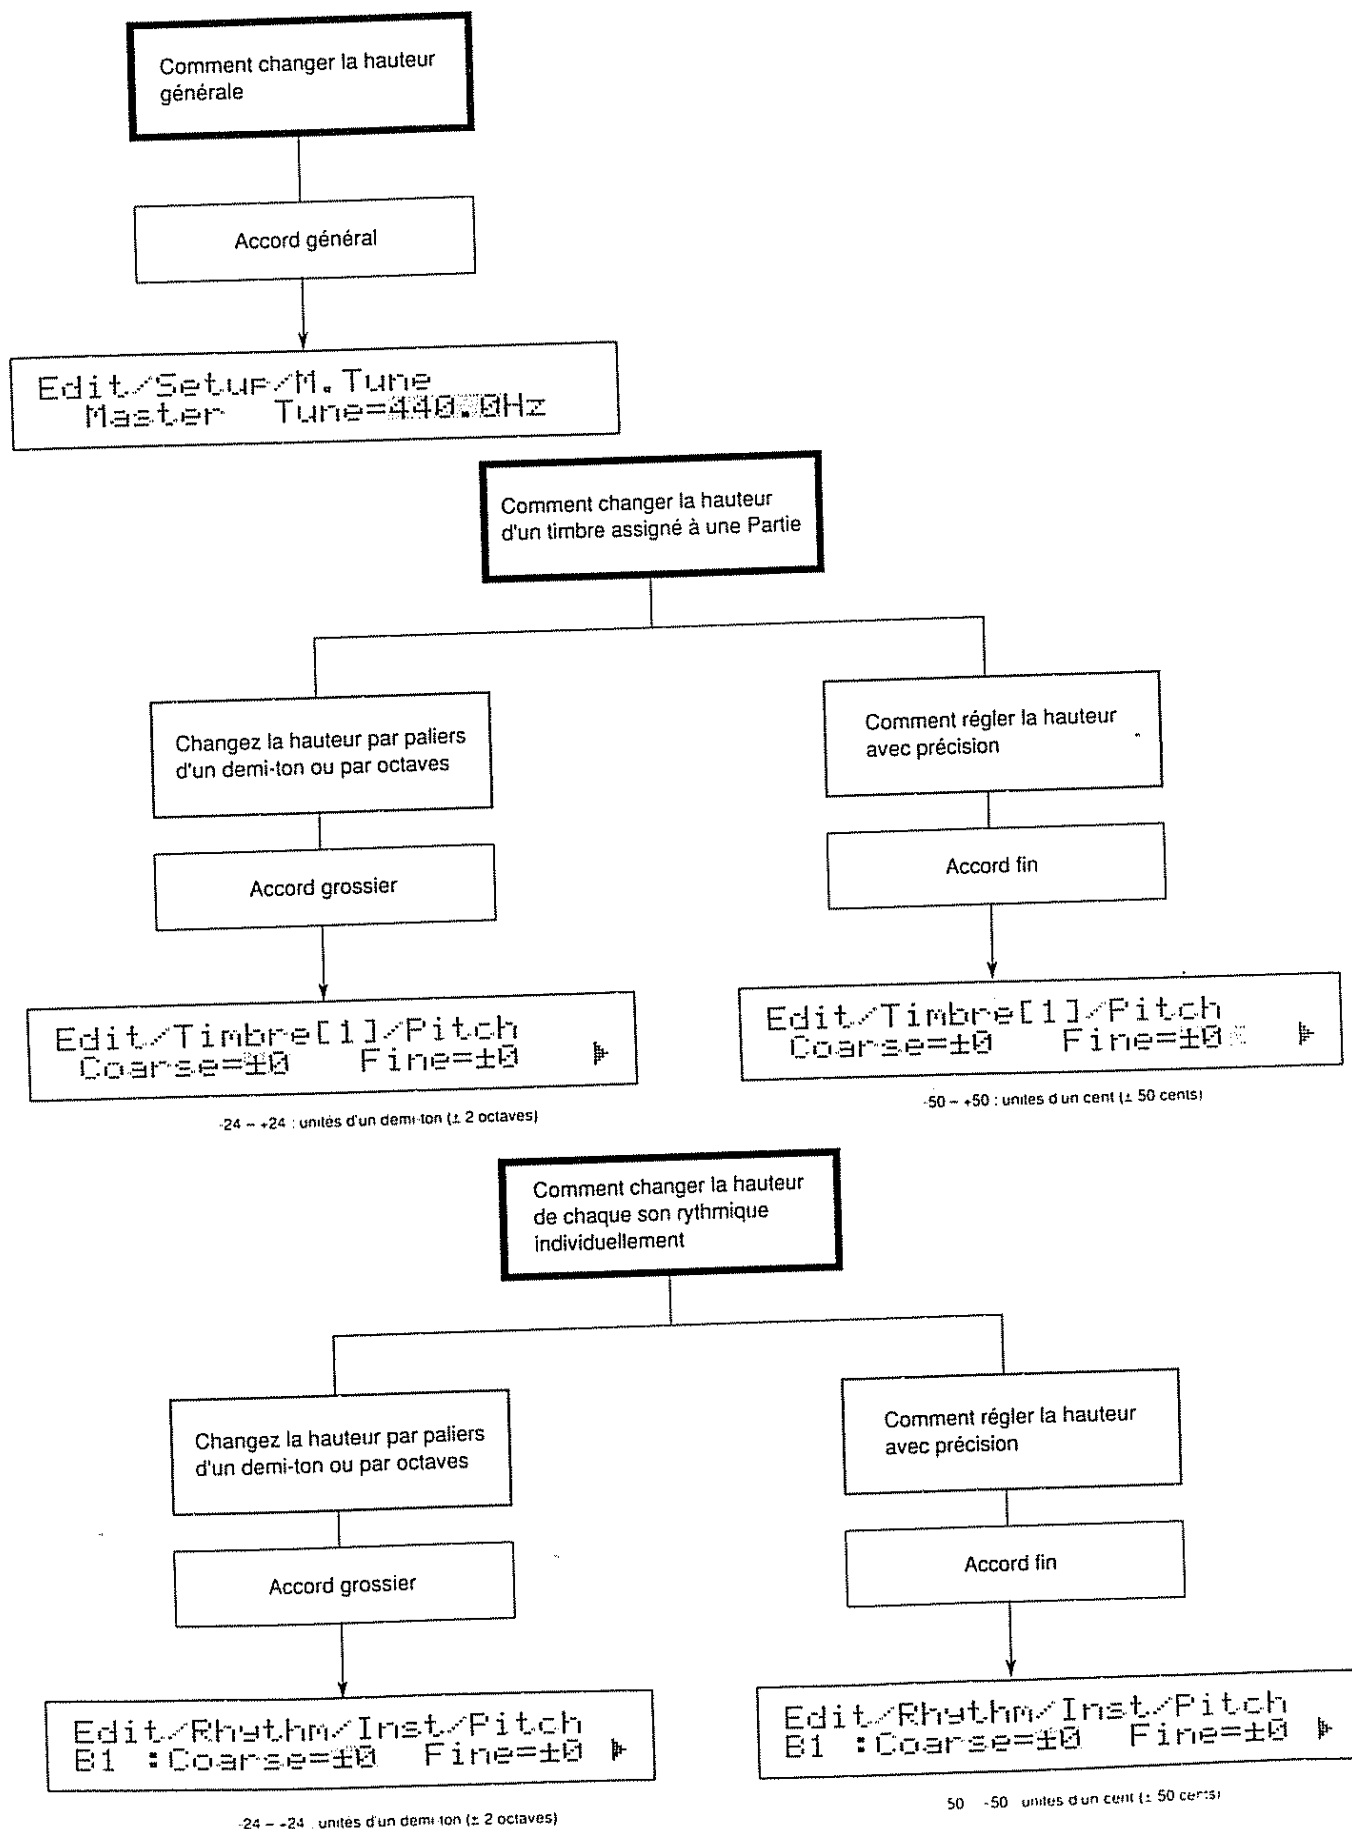 Comment changer la hauteur
générale
Accord général
Edit/Setup/M.Tune
Master Tune=440.0Hz
Comment changer la hauteur
d'un timbre assigné à une Partie
Changez la hauteur par paliers
d'un demi-ton ou par octaves
Accord grossier
Edit/Timbre[1]/Pitch
Coarse=±0 Fine=±0
-24 – +24 : unités d'un demi-ton (± 2 octaves)
Comment régler la hauteur
avec précision
Accord fin
Edit/Timbre[1]/Pitch
Coarse=±0 Fine=±0
-50 – +50 : unites d'un cent (± 50 cents)
Comment changer la hauteur
de chaque son rythmique
individuellement
Changez la hauteur par paliers
d'un demi-ton ou par octaves
Accord grossier
Edit/Rhythm/Inst/Pitch
B1 :Coarse=±0 Fine=±0
-24 – -24 unités d'un demi-ton (± 2 octaves)
Comment régler la hauteur
avec précision
Accord fin
Edit/Rhythm/Inst/Pitch
B1 :Coarse=±0 Fine=±0
50 -50 unites d'un cent (± 50 cents)